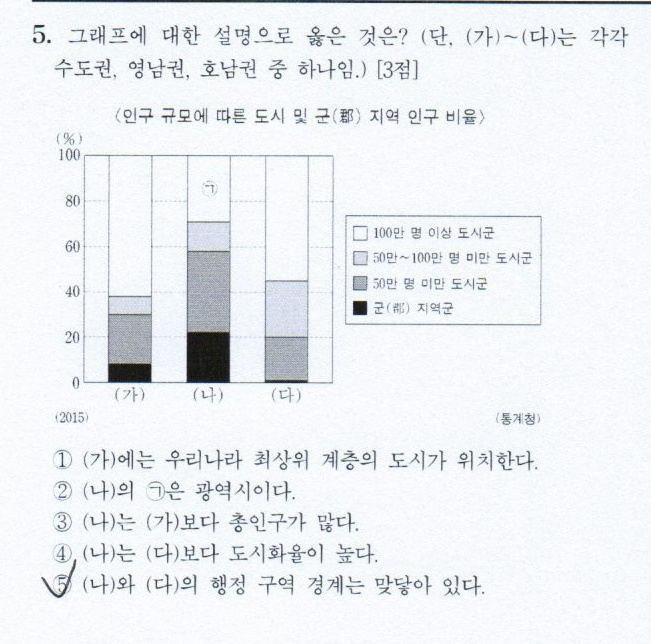 5. 그래프에 대한 설명으로 옳은 것은? (단, (가)~(다)는 각각
수도권, 영남권, 호남권 중 하나임.) [3점]
〈인구 규모에 따른 도시 및 군(郡) 지역 인구 비율〉
(%)
100
80
60
40
20
0
㉠
(가) (나) (다)
100만 명 이상 도시군
50만~100만 명 미만 도시군
50만 명 미만 도시군
군(郡) 지역군
(2015) (통계청)
① (가)에는 우리나라 최상위 계층의 도시가 위치한다.
② (나)의 ㉠은 광역시이다.
③ (나)는 (가)보다 총인구가 많다.
④ (나)는 (다)보다 도시화율이 높다.
⑤ (나)와 (다)의 행정 구역 경계는 맞닿아 있다.